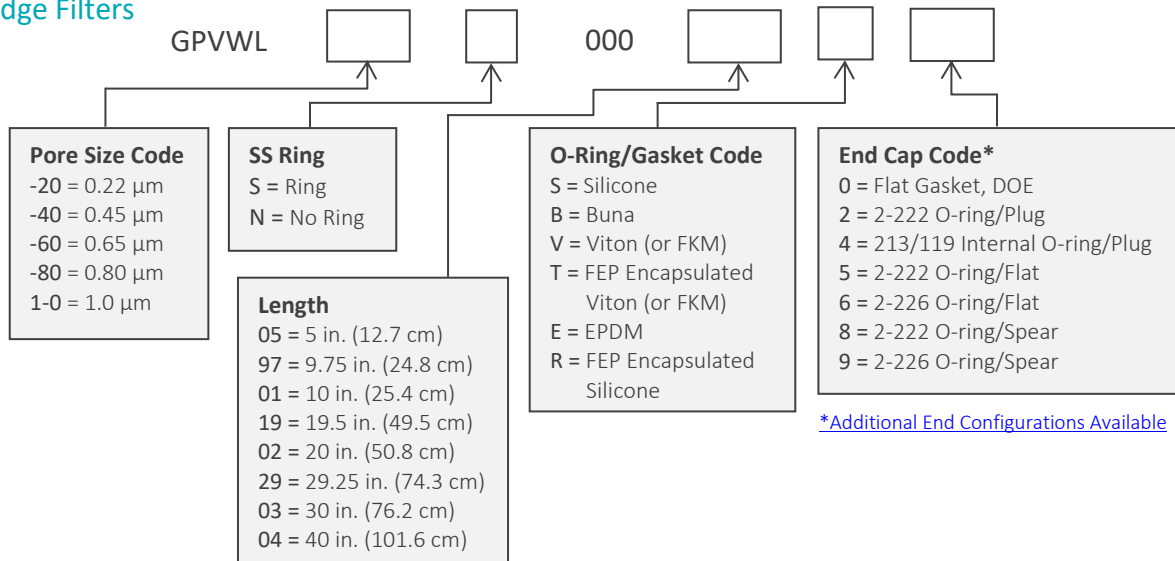 dge Filters
GPVWL 000
Pore Size Code
-20 = 0.22 µm
-40 = 0.45 µm
-60 = 0.65 µm
-80 = 0.80 µm
1-0 = 1.0 µm
SS Ring
S = Ring
N = No Ring
Length
05 = 5 in. (12.7 cm)
97 = 9.75 in. (24.8 cm)
01 = 10 in. (25.4 cm)
19 = 19.5 in. (49.5 cm)
02 = 20 in. (50.8 cm)
29 = 29.25 in. (74.3 cm)
03 = 30 in. (76.2 cm)
04 = 40 in. (101.6 cm)
O-Ring/Gasket Code
S = Silicone
B = Buna
V = Viton (or FKM)
T = FEP Encapsulated
Viton (or FKM)
E = EPDM
R = FEP Encapsulated
Silicone
End Cap Code*
0 = Flat Gasket, DOE
2 = 2-222 O-ring/Plug
4 = 213/119 Internal O-ring/Plug
5 = 2-222 O-ring/Flat
6 = 2-226 O-ring/Flat
8 = 2-222 O-ring/Spear
9 = 2-226 O-ring/Spear
*Additional End Configurations Available